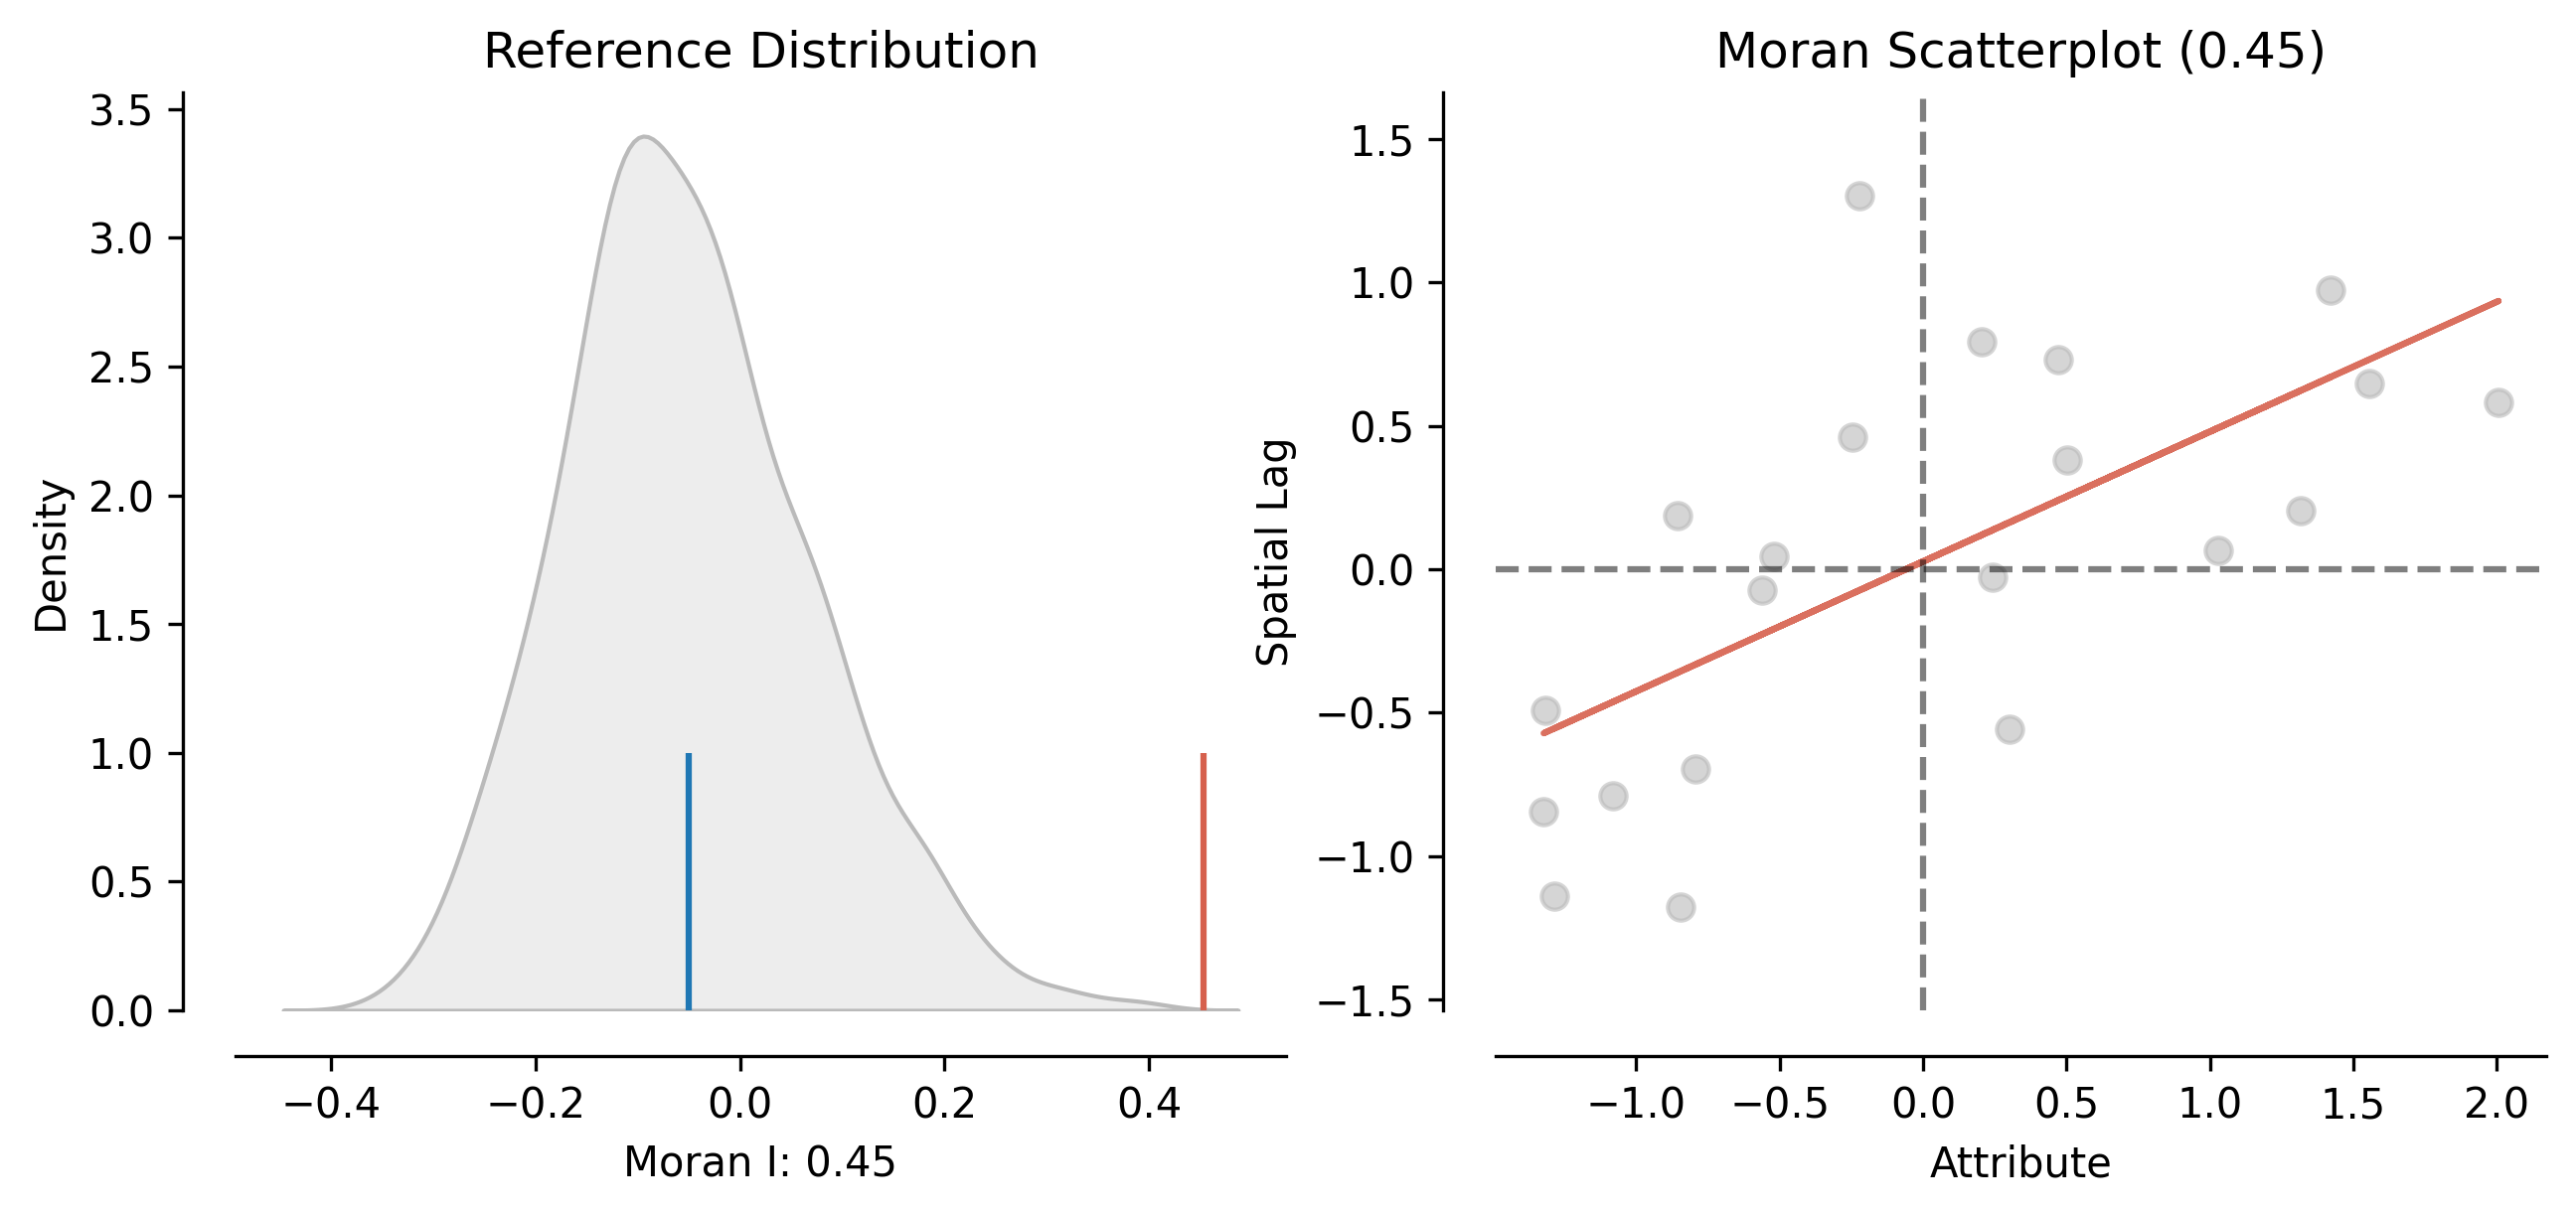 Reference Distribution
3.5
3.0
2.5
2.0
1.5
1.0
0.5
0.0
Density
−0.4 −0.2 0.0 0.2 0.4
Moran I: 0.45
Moran Scatterplot (0.45)
1.5
1.0
0.5
0.0
−0.5
−1.0
−1.5
Spatial Lag
−1.0 −0.5 0.0 0.5 1.0 1.5 2.0
Attribute